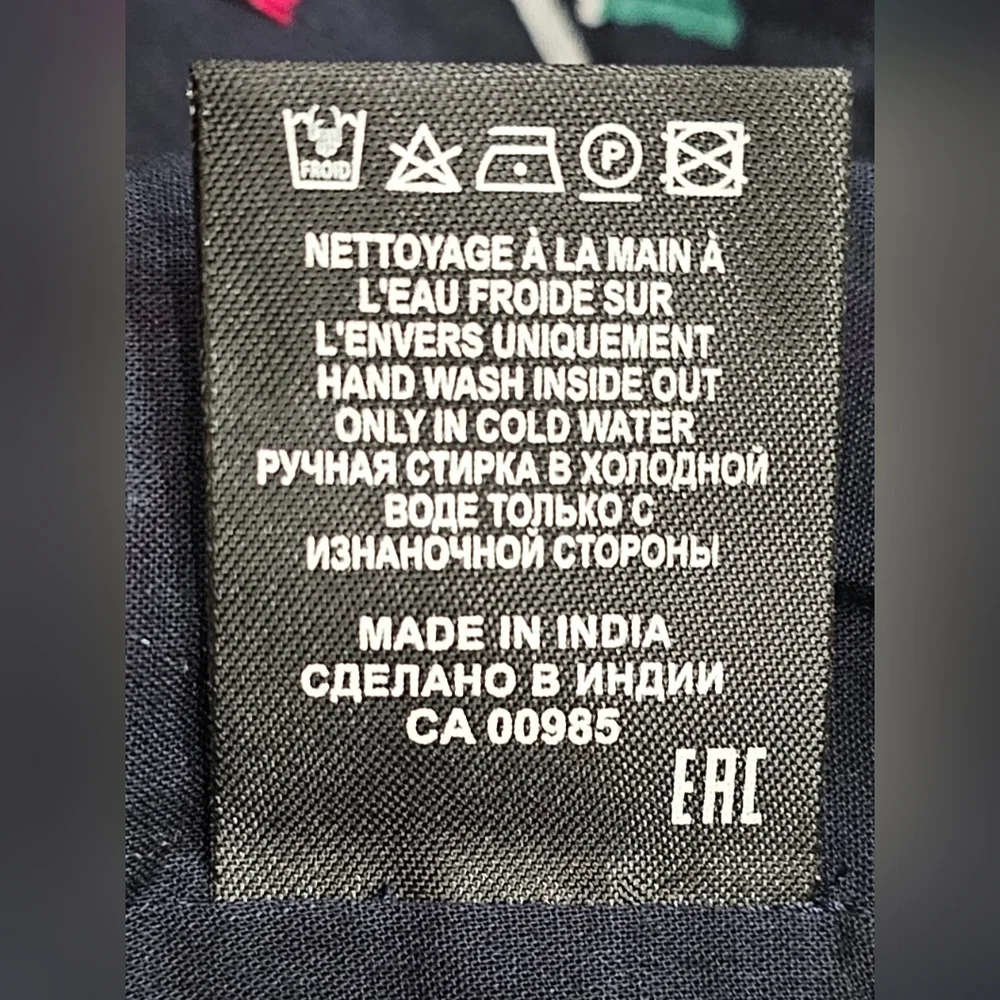 FROID
P
NETTOYAGE À LA MAIN À
L'EAU FROIDE SUR
L'ENVERS UNIQUEMENT
HAND WASH INSIDE OUT
ONLY IN COLD WATER
РУЧНАЯ СТИРКА В ХОЛОДНОЙ
ВОДЕ ТОЛЬКО С
ИЗНАНОЧНОЙ СТОРОНЫ
MADE IN INDIA
СДЕЛАНО В ИНДИИ
CA 00985
EAC